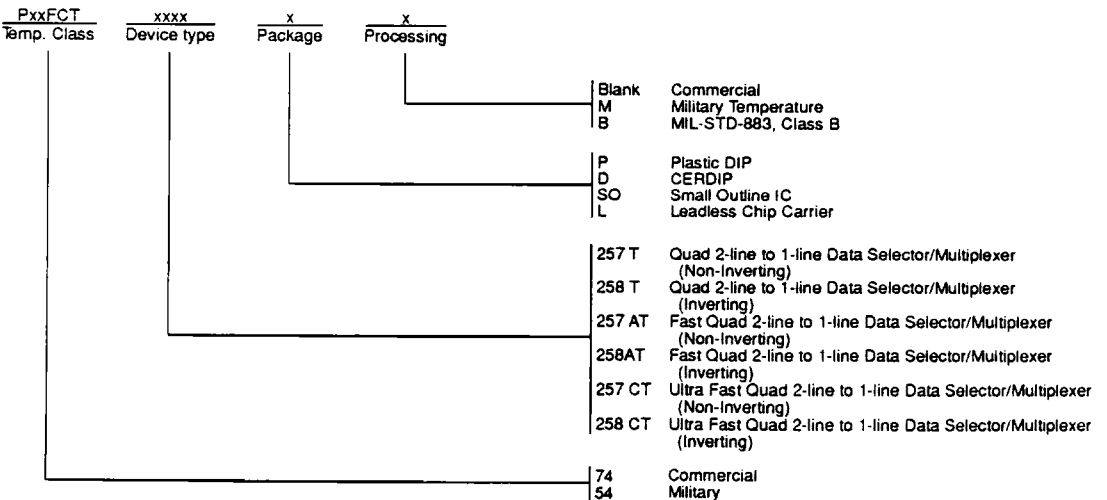 PxxFCT xxxx x x
Temp. Class Device type Package Processing
Blank Commercial
M Military Temperature
B MIL-STD-883, Class B
P Plastic DIP
D CERDIP
SO Small Outline IC
L Leadless Chip Carrier
257 T Quad 2-line to 1-line Data Selector/Multiplexer
(Non-Inverting)
258 T Quad 2-line to 1-line Data Selector/Multiplexer
(Inverting)
257 AT Fast Quad 2-line to 1-line Data Selector/Multiplexer
(Non-Inverting)
258AT Fast Quad 2-line to 1-line Data Selector/Multiplexer
(Inverting)
257 CT Ultra Fast Quad 2-line to 1-line Data Selector/Multiplexer
(Non-Inverting)
258 CT Ultra Fast Quad 2-line to 1-line Data Selector/Multiplexer
(Inverting)
74 Commercial
54 Military